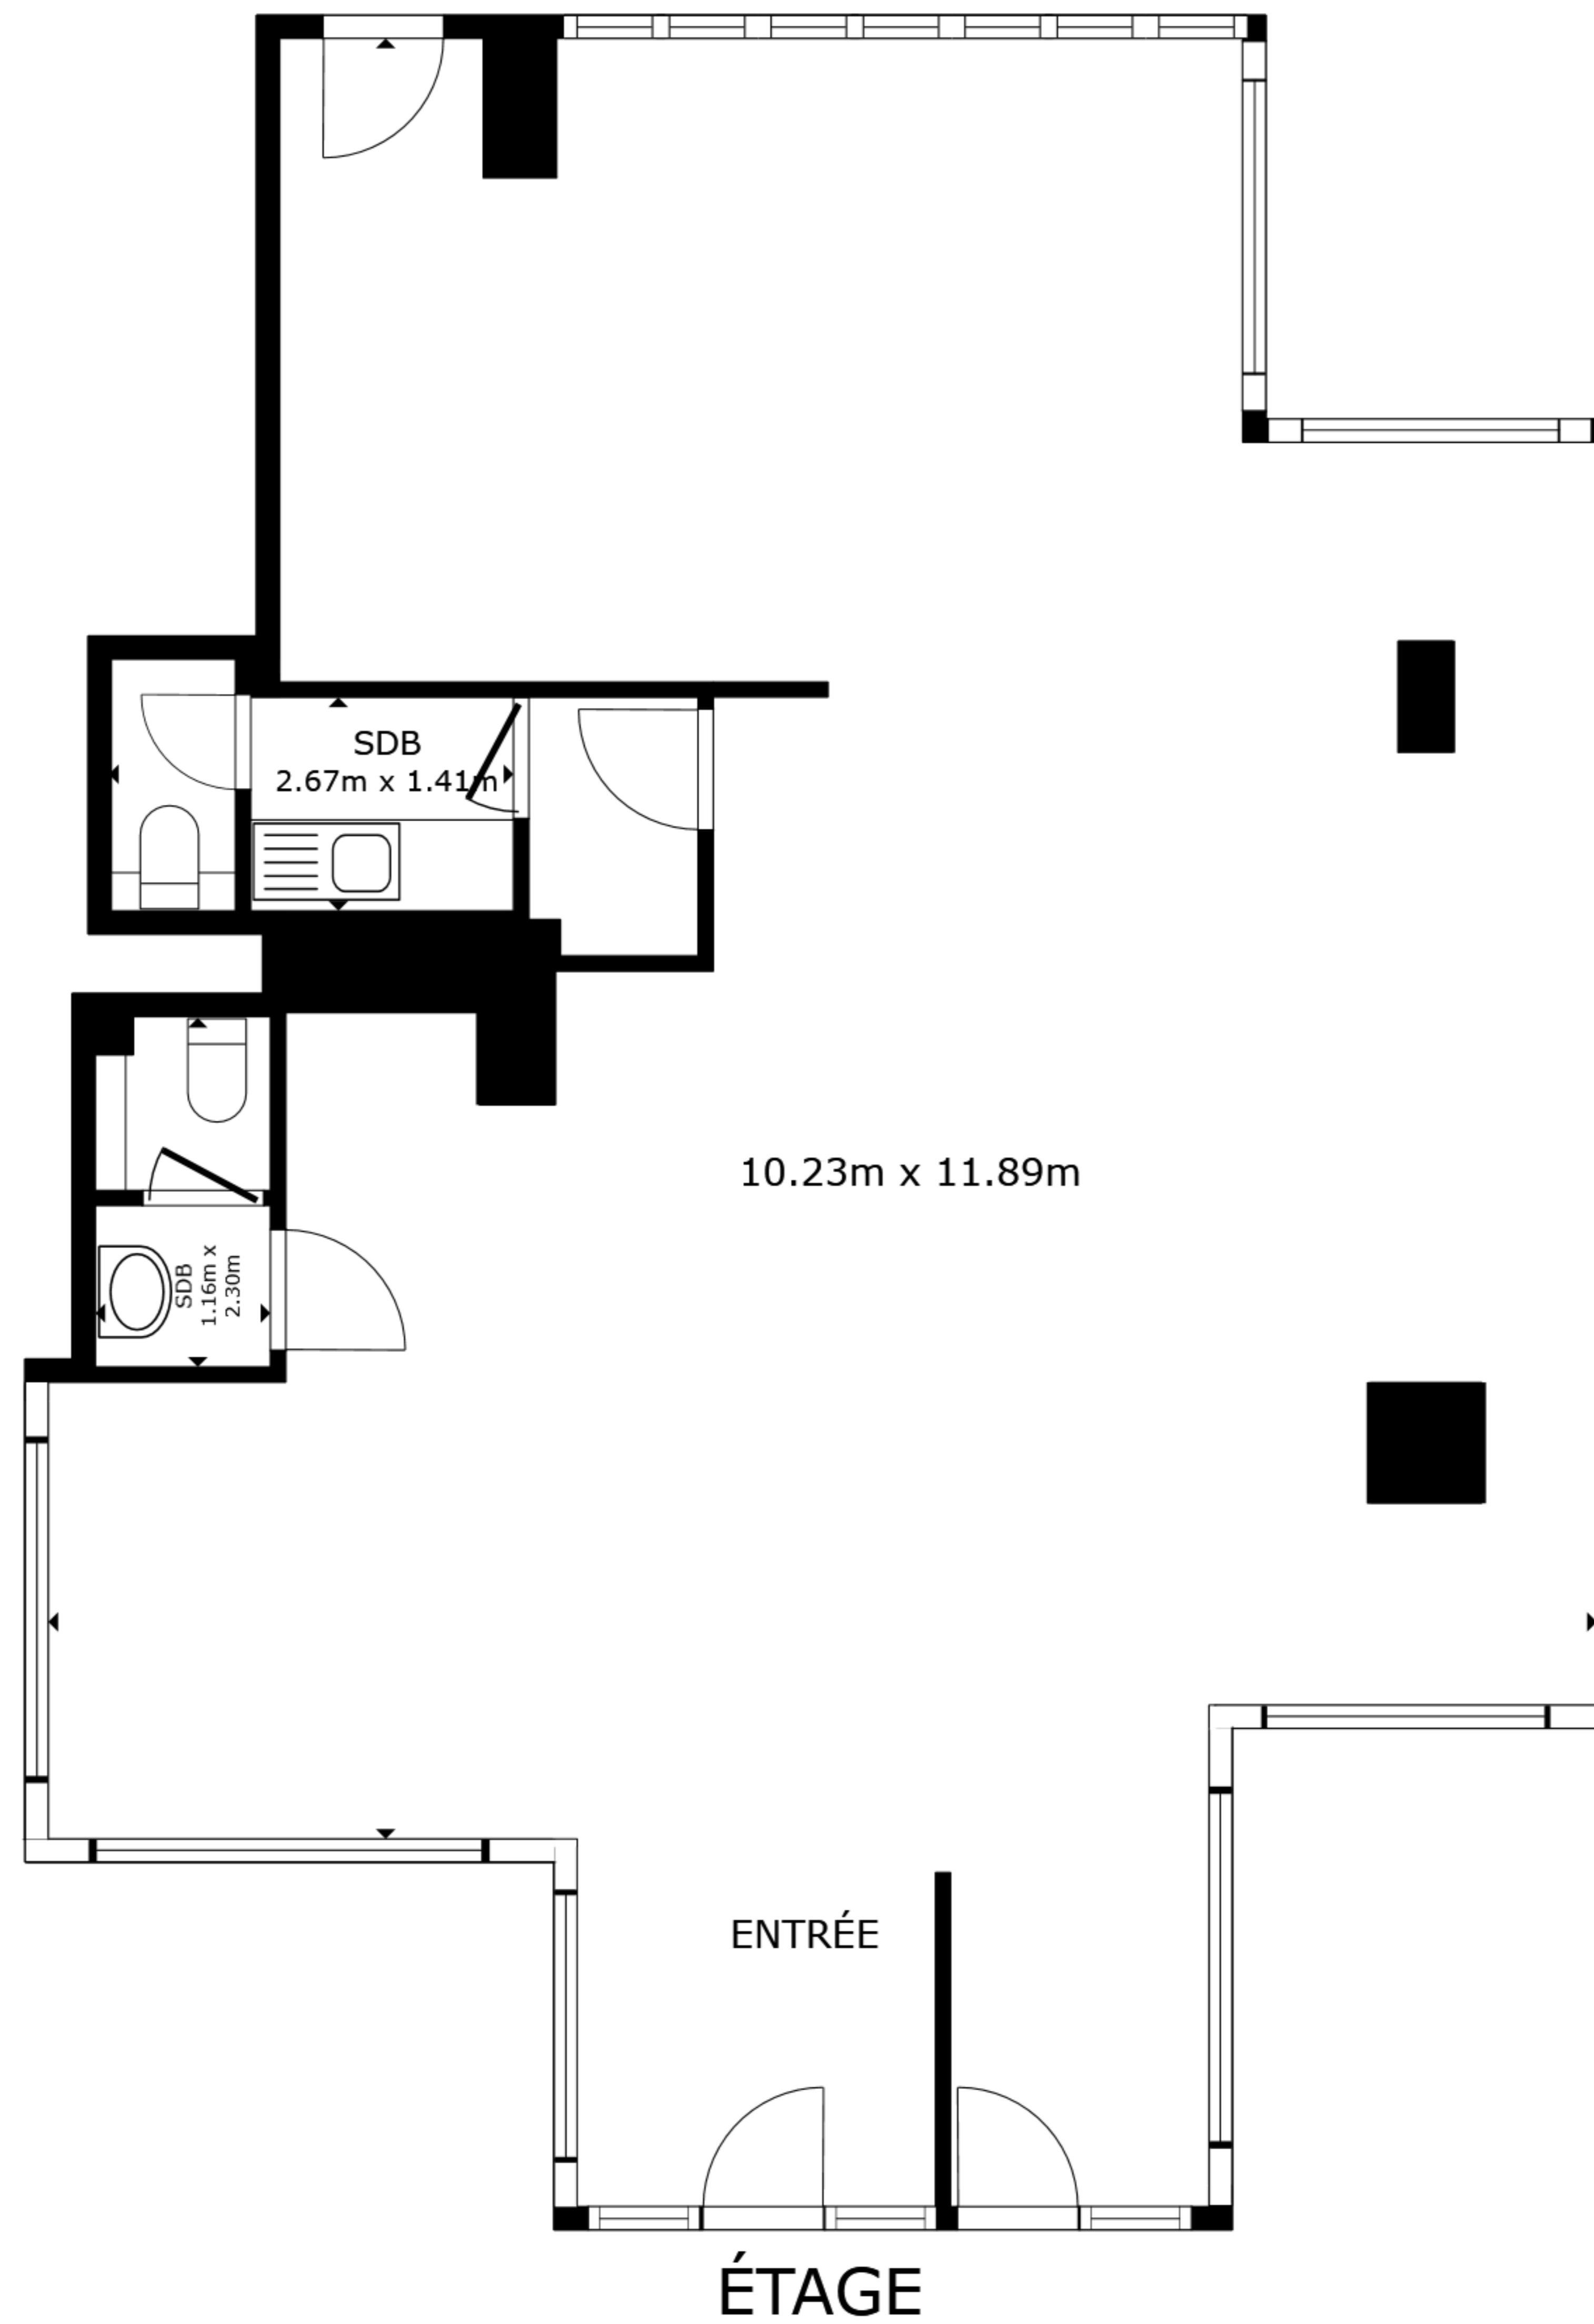 SDB
2.67m x 1.41m
10.23m x 11.89m
SDB
1.16m x
2.30m
ENTRÉE
ÉTAGE